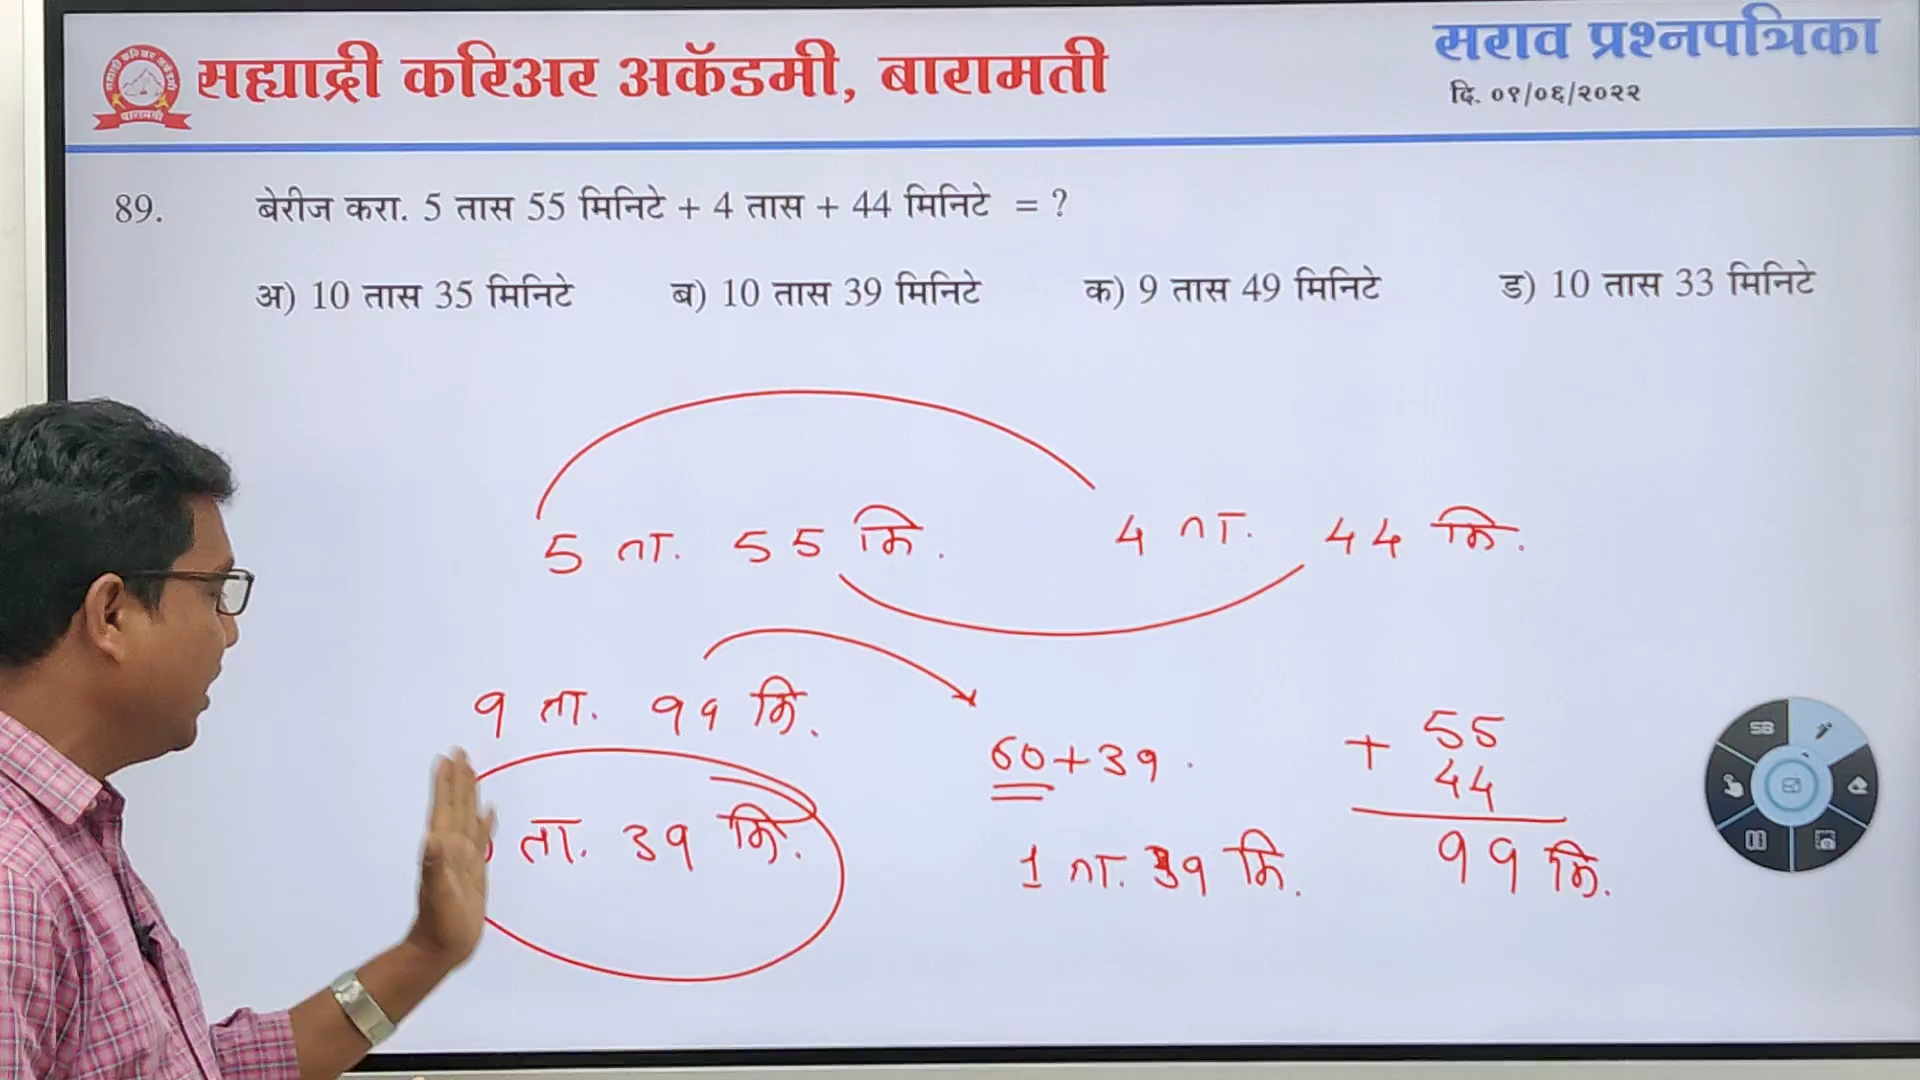 सह्याद्री करिअर अकॅडमी, बारामती
सराव प्रश्नपत्रिका
दि. ०९/०६/२०२२
89. बेरीज करा. 5 तास 55 मिनिटे + 4 तास + 44 मिनिटे = ?
अ) 10 तास 35 मिनिटे ब) 10 तास 39 मिनिटे क) 9 तास 49 मिनिटे ड) 10 तास 33 मिनिटे
5 ता. 55 मि. 4 ता. 44 मि.
9 ता. 99 मि.
60+39
+ 55
44
ता. 39 मि.
1 ता. 39 मि.
99 मि.
SB